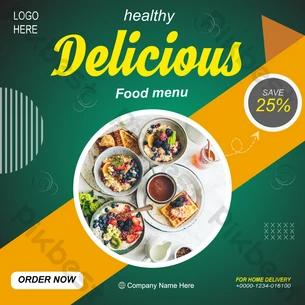 LOGO
HERE
healthy
Delicious
Food menu
SAVE
25%
ORDER NOW
Company Name Here
FOR HOME DELIVERY
+0000-1234-016100
pikbest